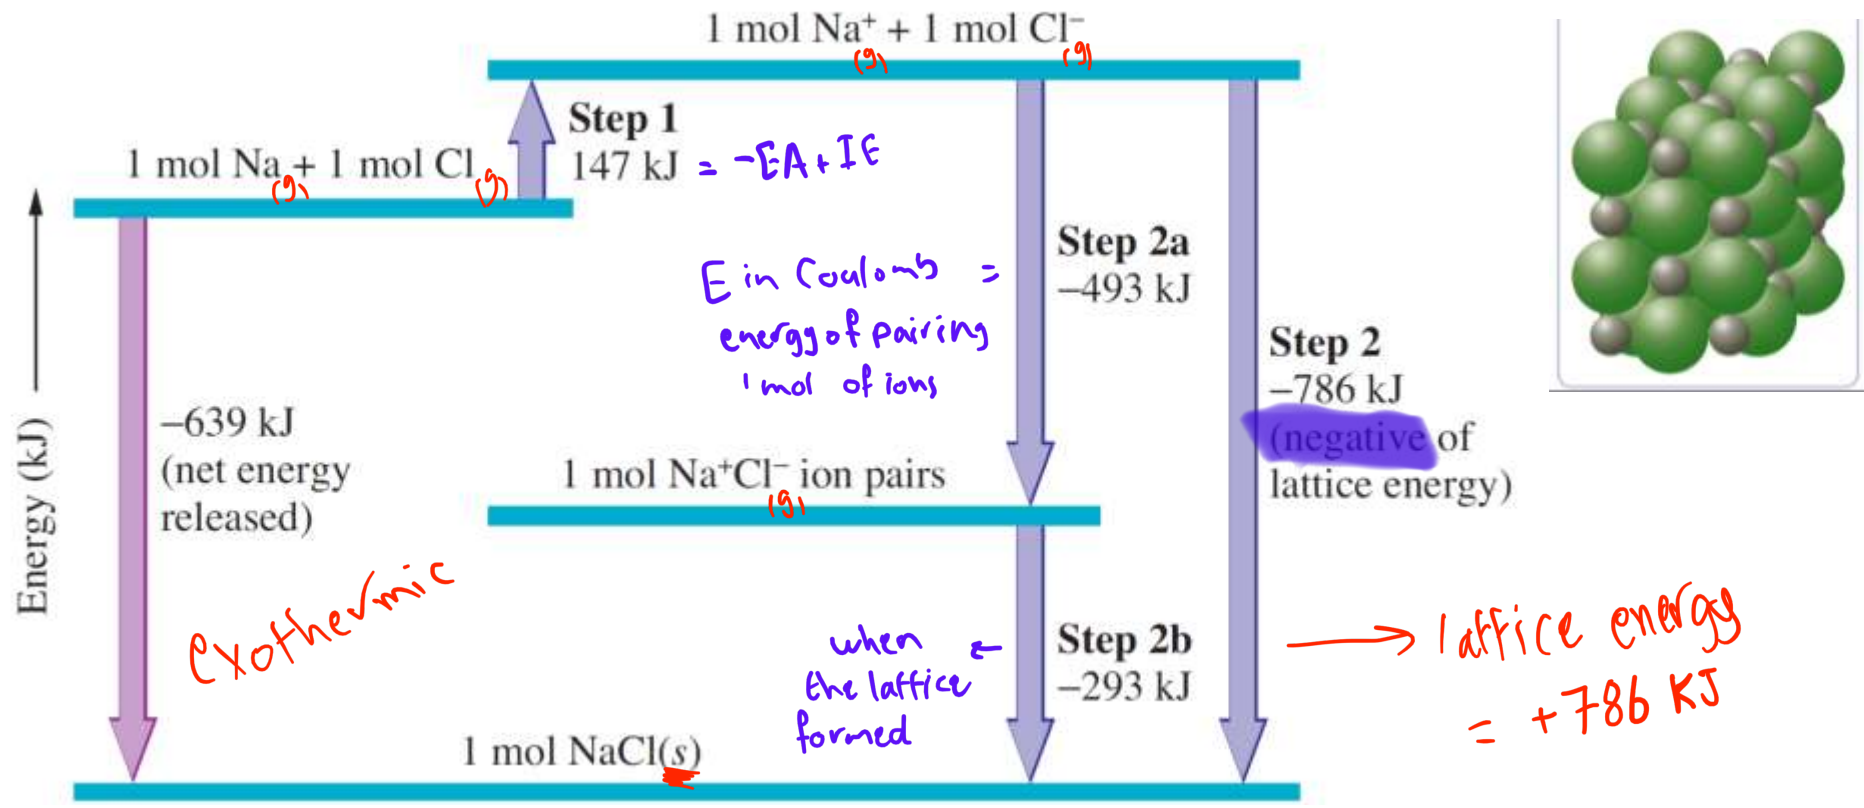 1 mol Na⁺ + 1 mol Cl⁻
(g) (g)
Step 1
147 kJ = -EA + IE
1 mol Na + 1 mol Cl
(g) (g)
Step 2a
-493 kJ
E in Coulomb =
energy of pairing
1 mol of ions
Step 2
–786 kJ
(negative of
lattice energy)
–639 kJ
(net energy
released)
exothermic
Energy (kJ)
1 mol Na⁺Cl⁻ ion pairs
(g)
when ←
the lattice
formed
Step 2b
–293 kJ
→ lattice energy
= +786 KJ
1 mol NaCl(s)